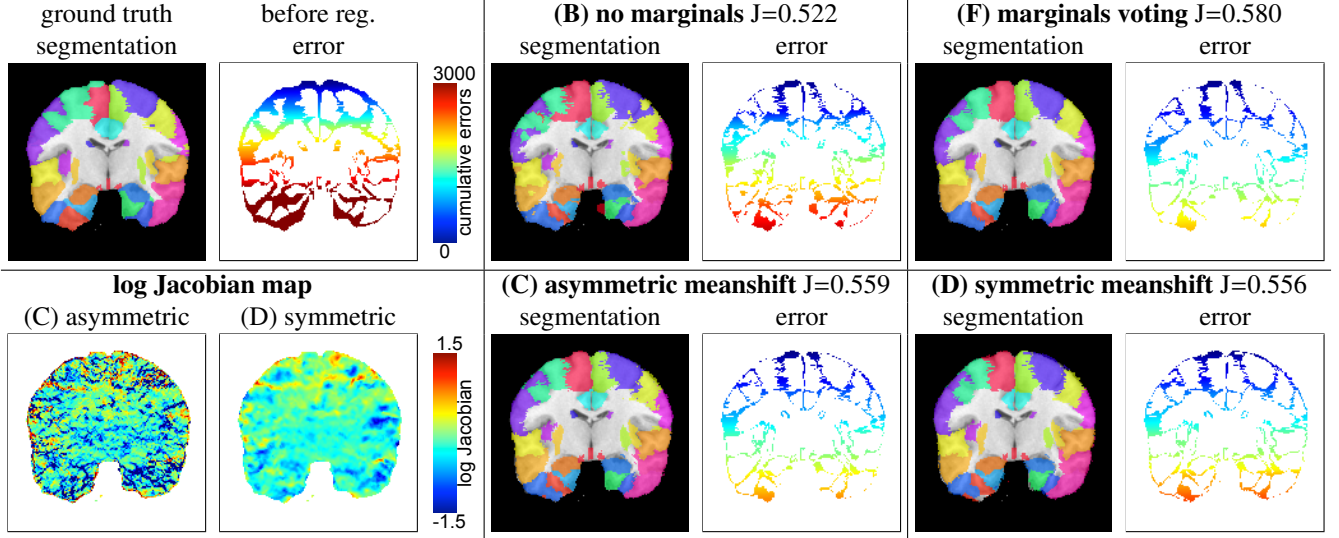 ground truth
segmentation
before reg.
error
3000
cumulative errors
0
(B) no marginals J=0.522
segmentation
error
(F) marginals voting J=0.580
segmentation
error
log Jacobian map
(C) asymmetric
(D) symmetric
1.5
log Jacobian
-1.5
(C) asymmetric meanshift J=0.559
segmentation
error
(D) symmetric meanshift J=0.556
segmentation
error